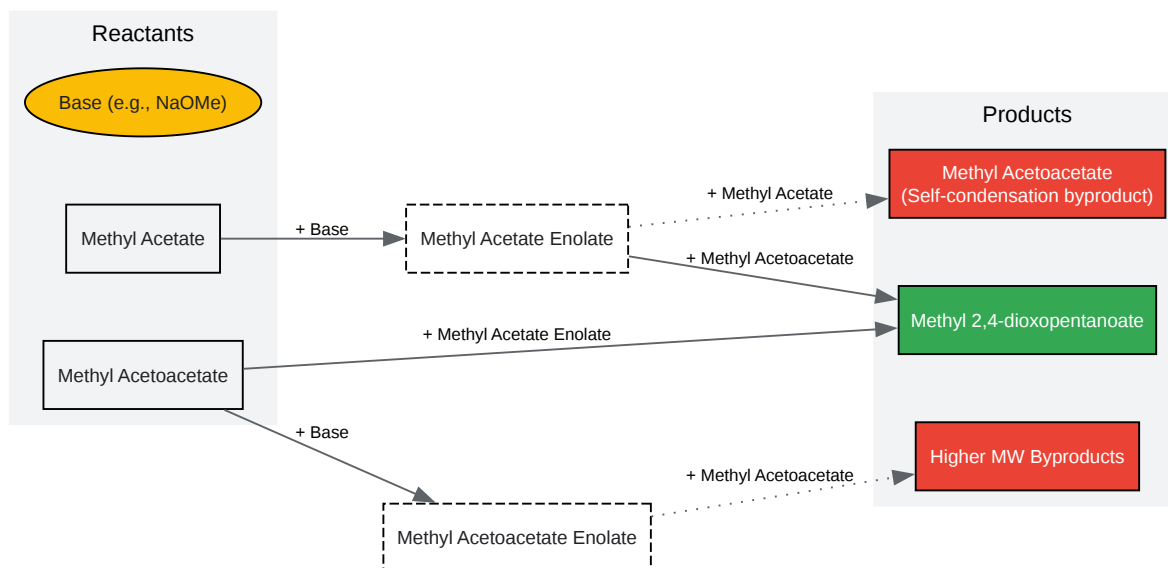 Reactants
Base (e.g., NaOMe)
Products
Methyl Acetoacetate
(Self-condensation byproduct)
+ Methyl Acetate
Methyl Acetate
+ Base
Methyl Acetate Enolate
+ Methyl Acetoacetate
Methyl 2,4-dioxopentanoate
+ Methyl Acetate Enolate
Methyl Acetoacetate
+ Base
Higher MW Byproducts
+ Methyl Acetoacetate
Methyl Acetoacetate Enolate